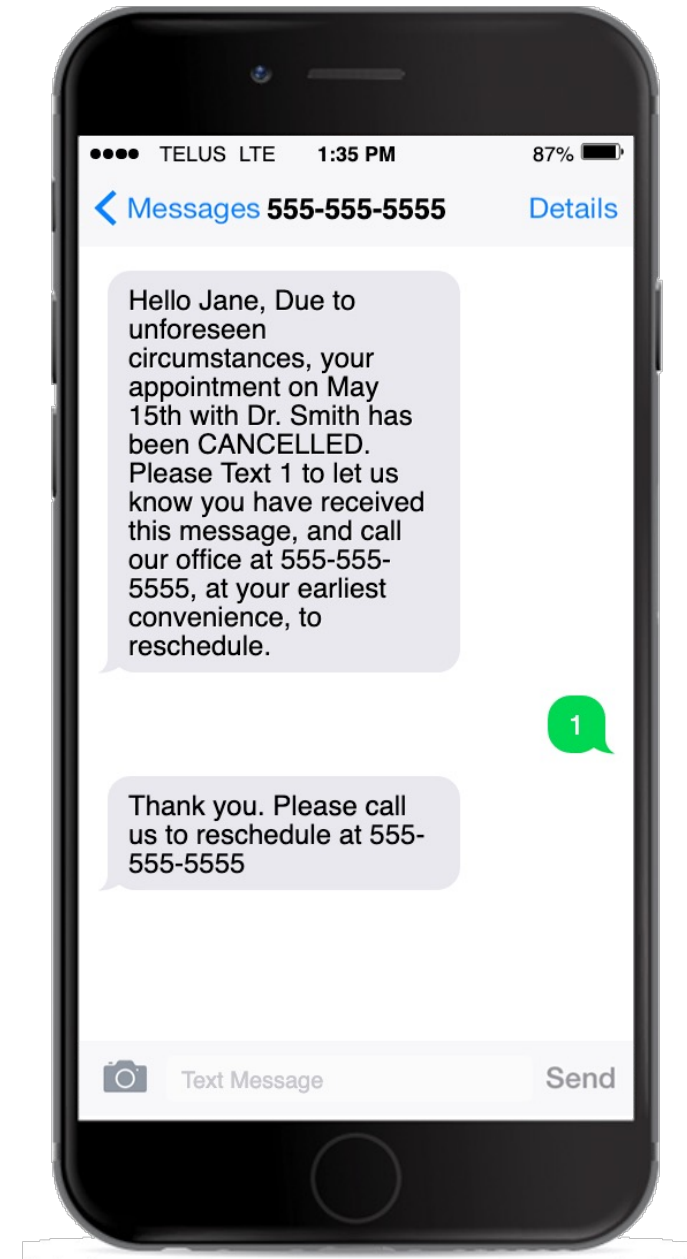 TELUS LTE 1:35 PM 87%
Messages 555-555-5555 Details
Hello Jane, Due to
unforeseen
circumstances, your
appointment on May
15th with Dr. Smith has
been CANCELLED.
Please Text 1 to let us
know you have received
this message, and call
our office at 555-555-
5555, at your earliest
convenience, to
reschedule.
1
Thank you. Please call
us to reschedule at 555-
555-5555
Text Message Send